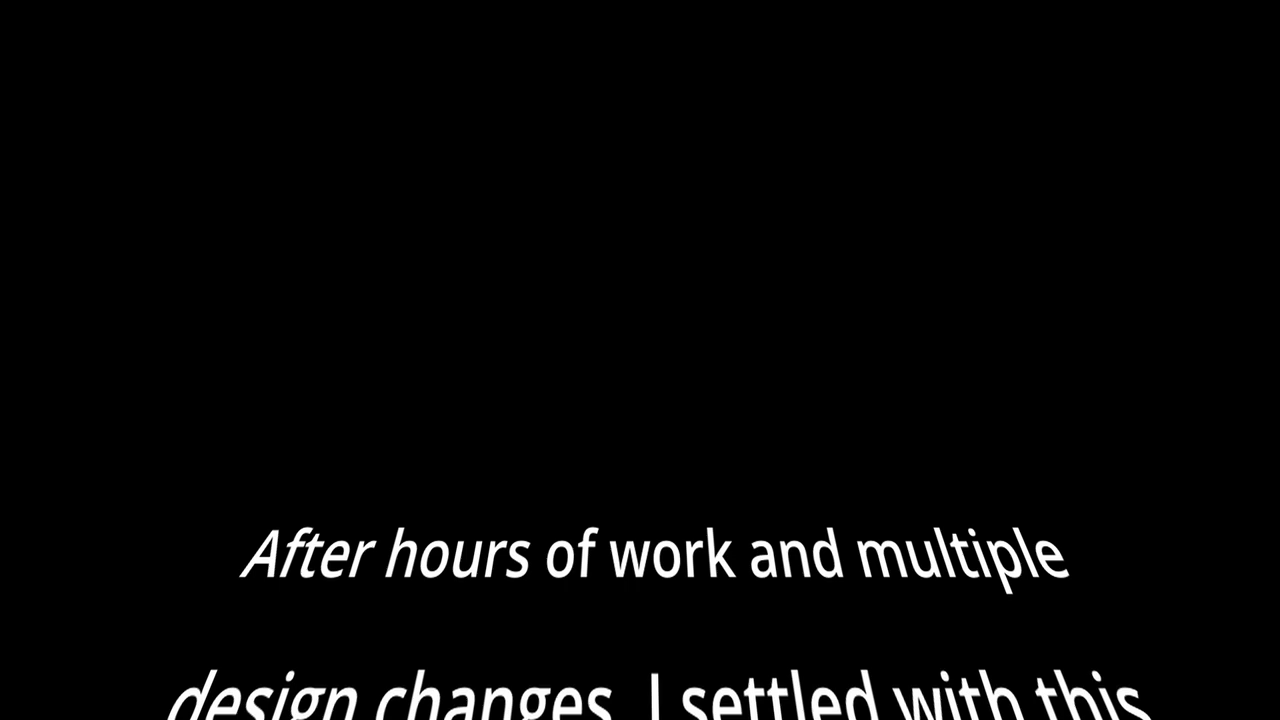 After hours of work and multiple
design changes, I settled with this